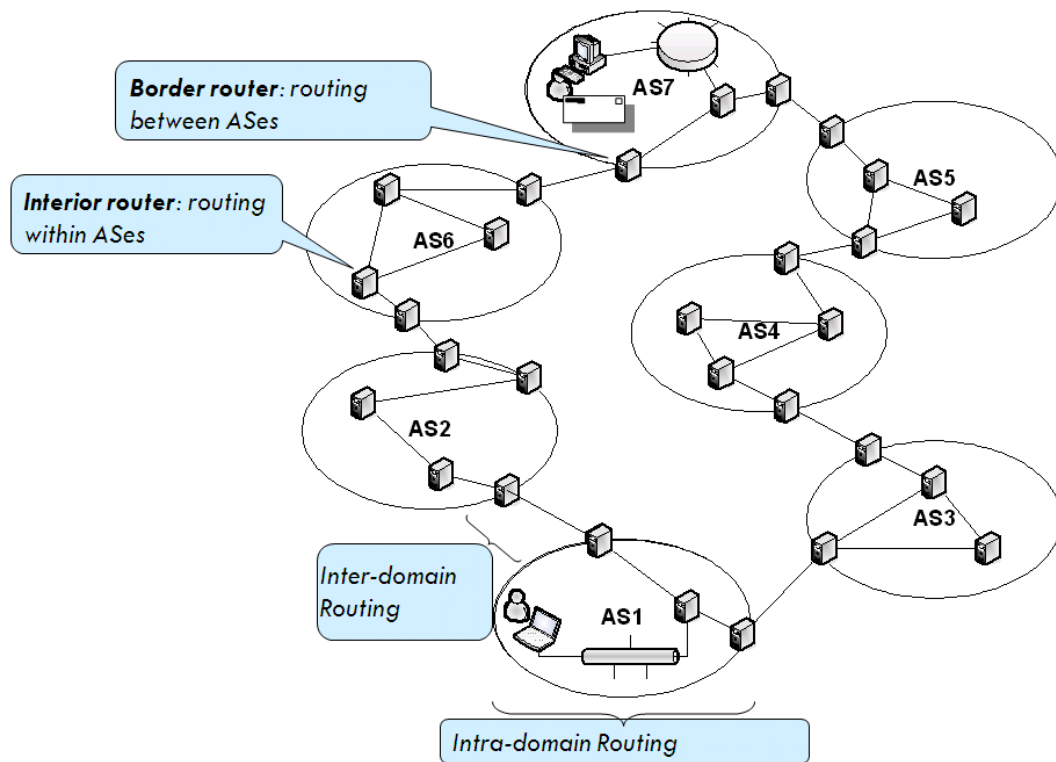 Border router: routing
between ASes
AS7
Interior router: routing
within ASes
AS5
AS6
AS4
AS2
AS3
Inter-domain
Routing
AS1
Intra-domain Routing